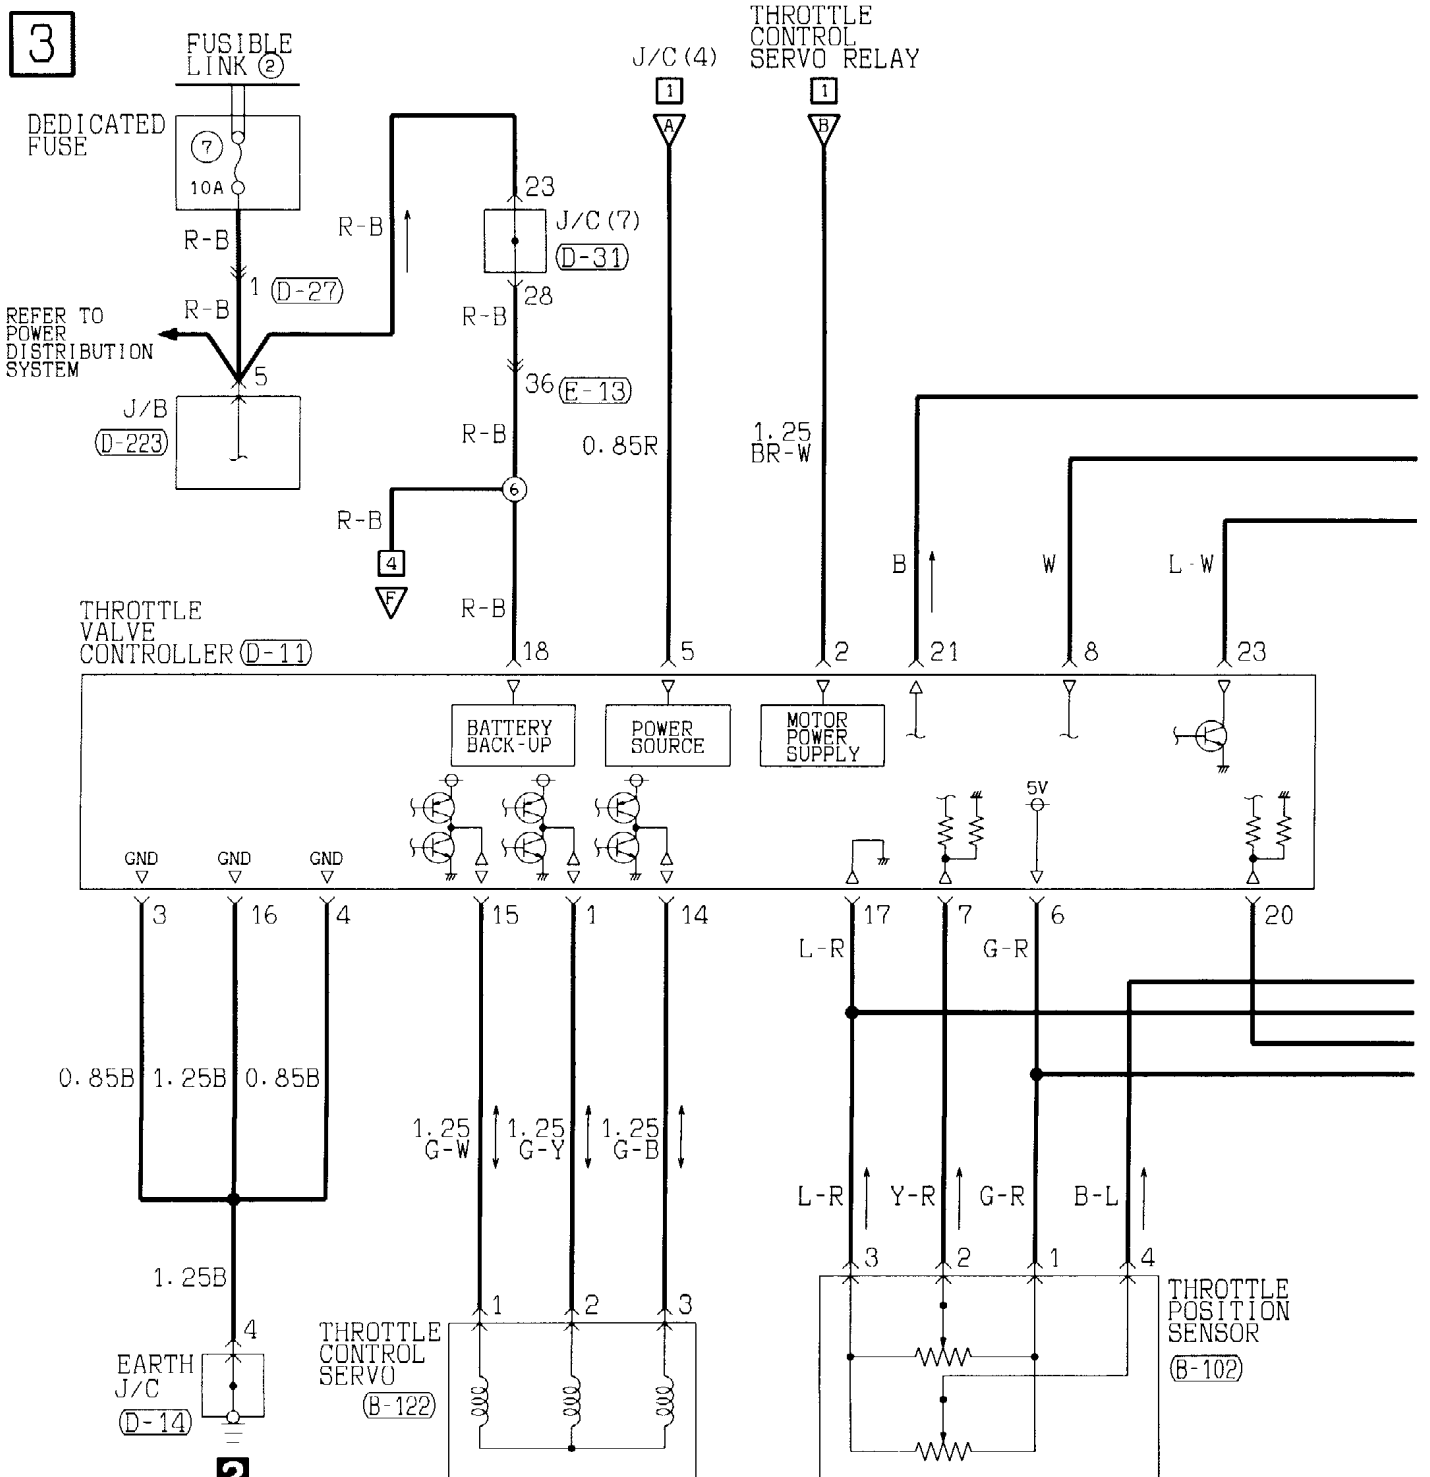 3
FUSIBLE
LINK ②
DEDICATED
FUSE
7
10A
R-B
1 (D-27)
R-B
REFER TO
POWER
DISTRIBUTION
SYSTEM
5
J/B
D-223
R-B
23
J/C(7)
D-31
28
R-B
36 (E-13)
R-B
6
R-B
4
F
R-B
J/C(4)
1
A
0.85R
THROTTLE
CONTROL
SERVO RELAY
1
B
1.25
BR-W
B
W
L-W
THROTTLE
VALVE
CONTROLLER (D-11)
18
5
2
21
8
23
BATTERY
BACK-UP
POWER
SOURCE
MOTOR
POWER
SUPPLY
5V
GND
GND
GND
3
16
4
15
1
14
17
7
6
20
L-R
G-R
0.85B
1.25B
0.85B
1.25
G-W
1.25
G-Y
1.25
G-B
L-R
Y-R
G-R
B-L
1.25B
4
EARTH
J/C
D-14
2
1
2
3
THROTTLE
CONTROL
SERVO
B-122
3
2
1
4
THROTTLE
POSITION
SENSOR
B-102